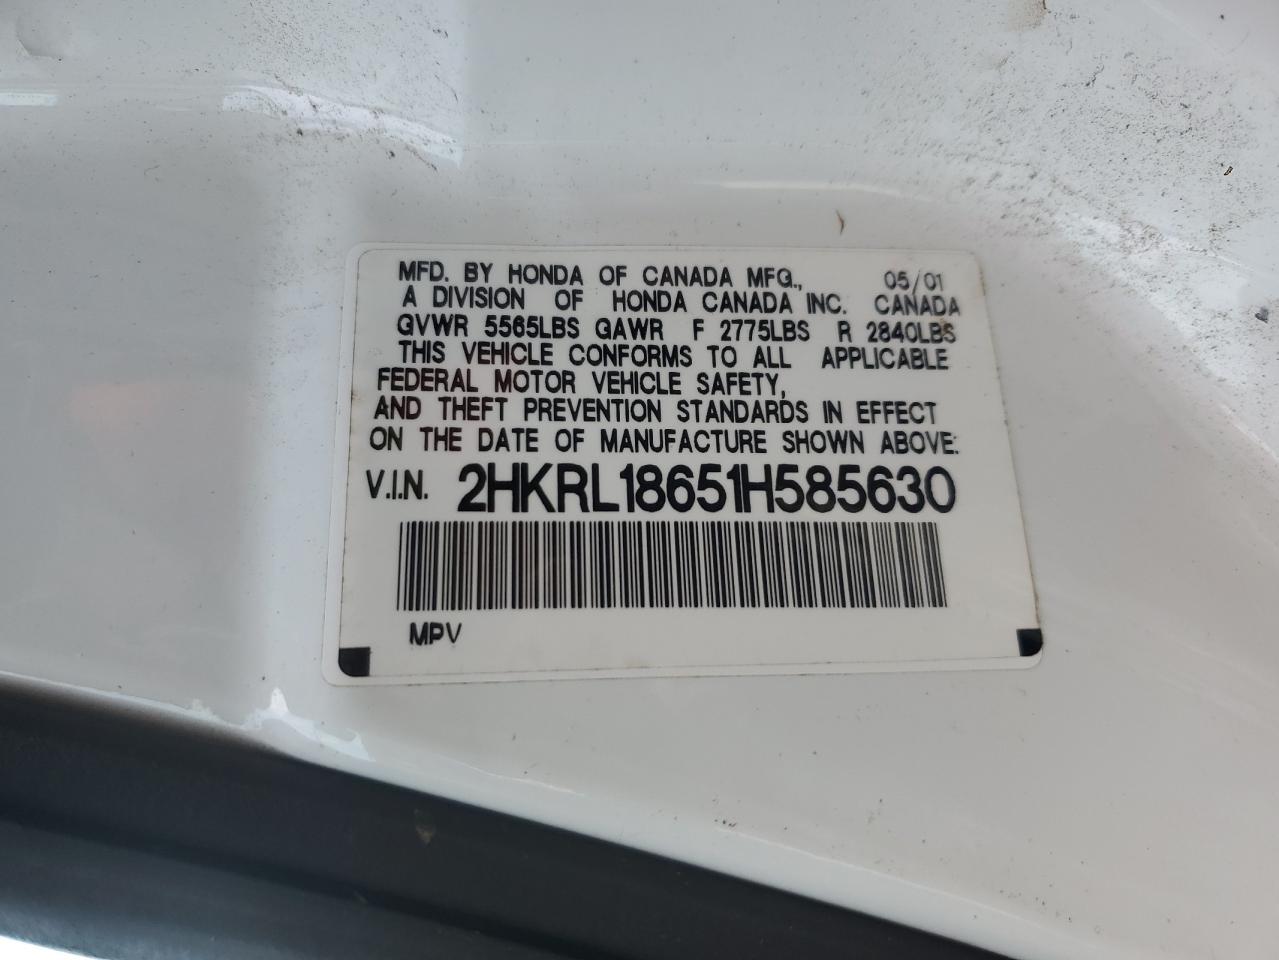 MFD. BY HONDA OF CANADA MFG., 05/01
A DIVISION OF HONDA CANADA INC. CANADA
GVWR 5565LBS GAWR F 2775LBS R 2840LBS
THIS VEHICLE CONFORMS TO ALL APPLICABLE
FEDERAL MOTOR VEHICLE SAFETY,
AND THEFT PREVENTION STANDARDS IN EFFECT
ON THE DATE OF MANUFACTURE SHOWN ABOVE:
V.I.N. 2HKRL18651H585630
MPV